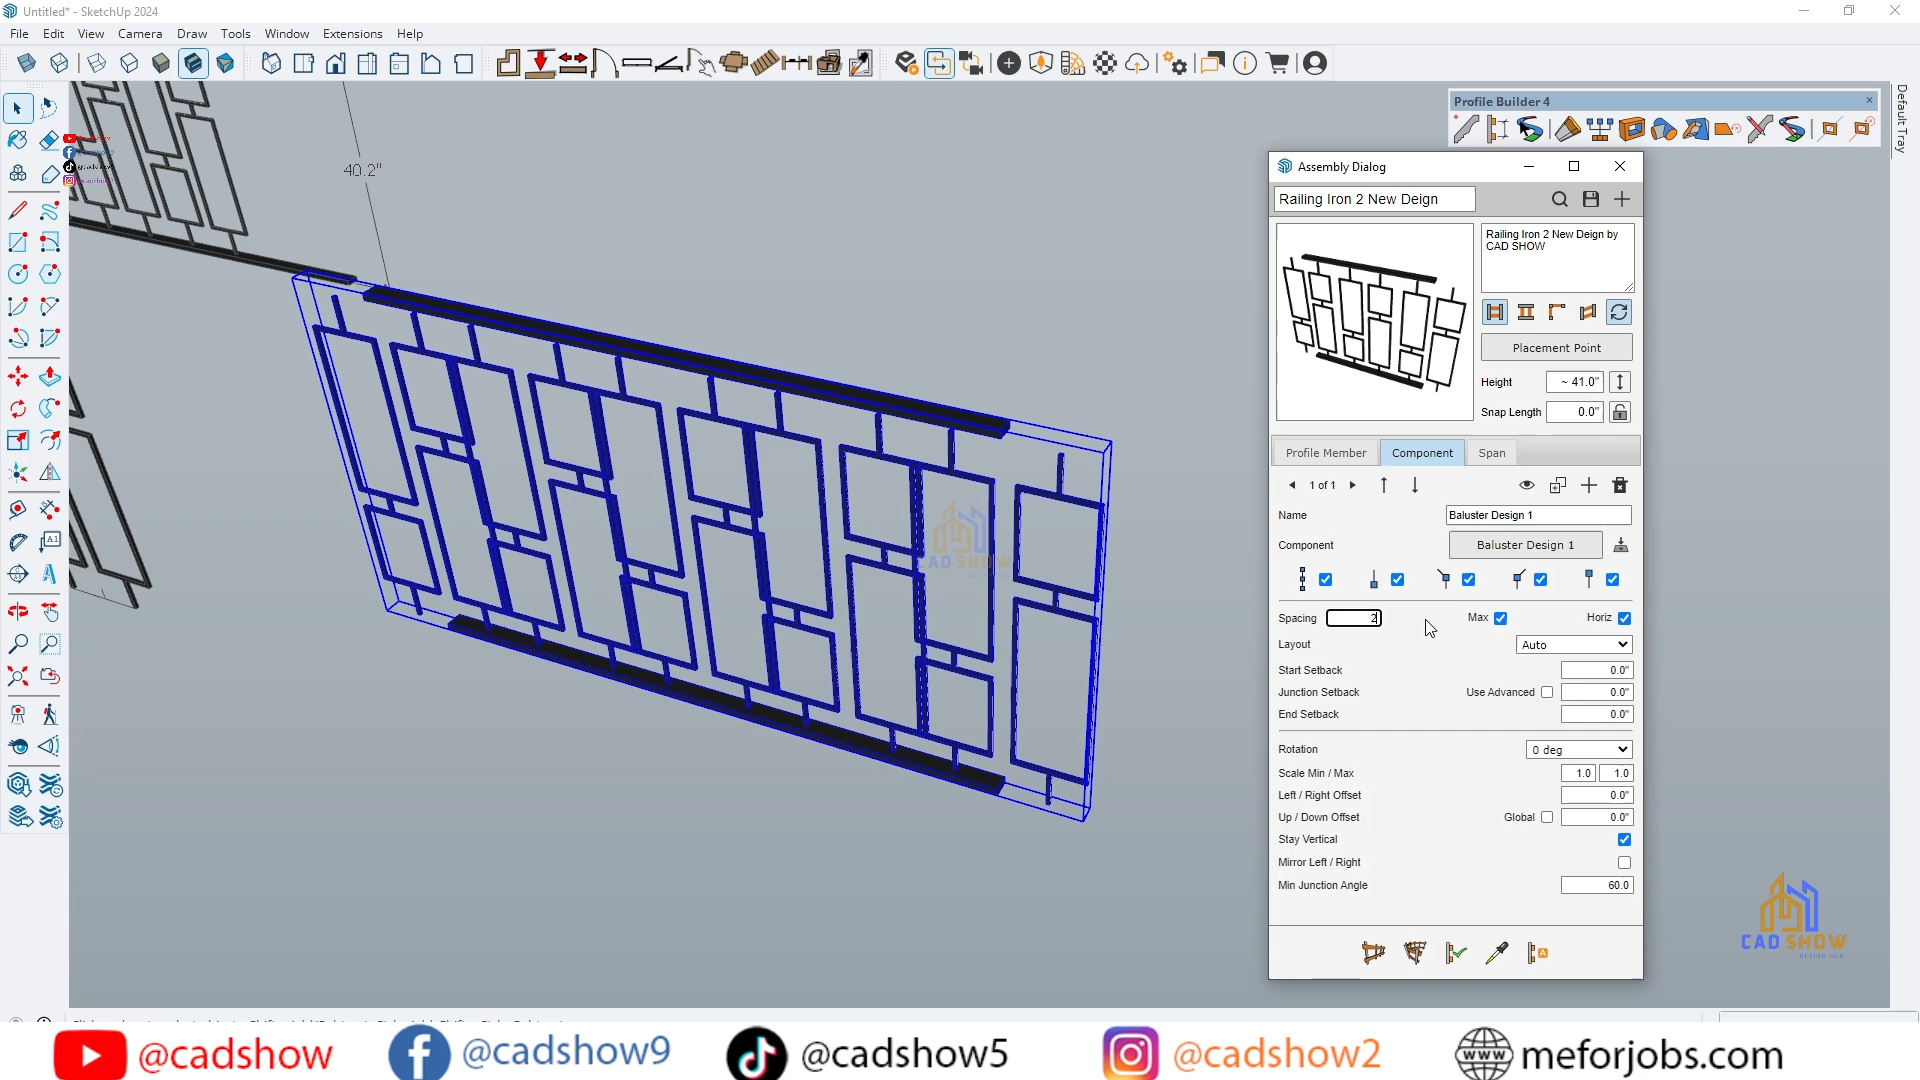 Untitled* - SketchUp 2024
File Edit View Camera Draw Tools Window Extensions Help
Default Tray
Profile Builder 4
40.2"
Assembly Dialog
Railing Iron 2 New Deign
Railing Iron 2 New Deign by
CAD SHOW
Placement Point
Height ~ 41.0"
Snap Length 0.0"
Profile Member Component Span
1 of 1
Name Baluster Design 1
Component Baluster Design 1
Spacing 2 Max Horiz
Layout Auto
Start Setback 0.0"
Junction Setback Use Advanced 0.0"
End Setback 0.0"
Rotation 0 deg
Scale Min / Max 1.0 1.0
Left / Right Offset 0.0"
Up / Down Offset Global 0.0"
Stay Vertical
Mirror Left / Right
Min Junction Angle 60.0
CAD SHOW
CAD SHOW
DESIGN HUB
@cadshow @cadshow9 @cadshow5 @cadshow2 meforjobs.com